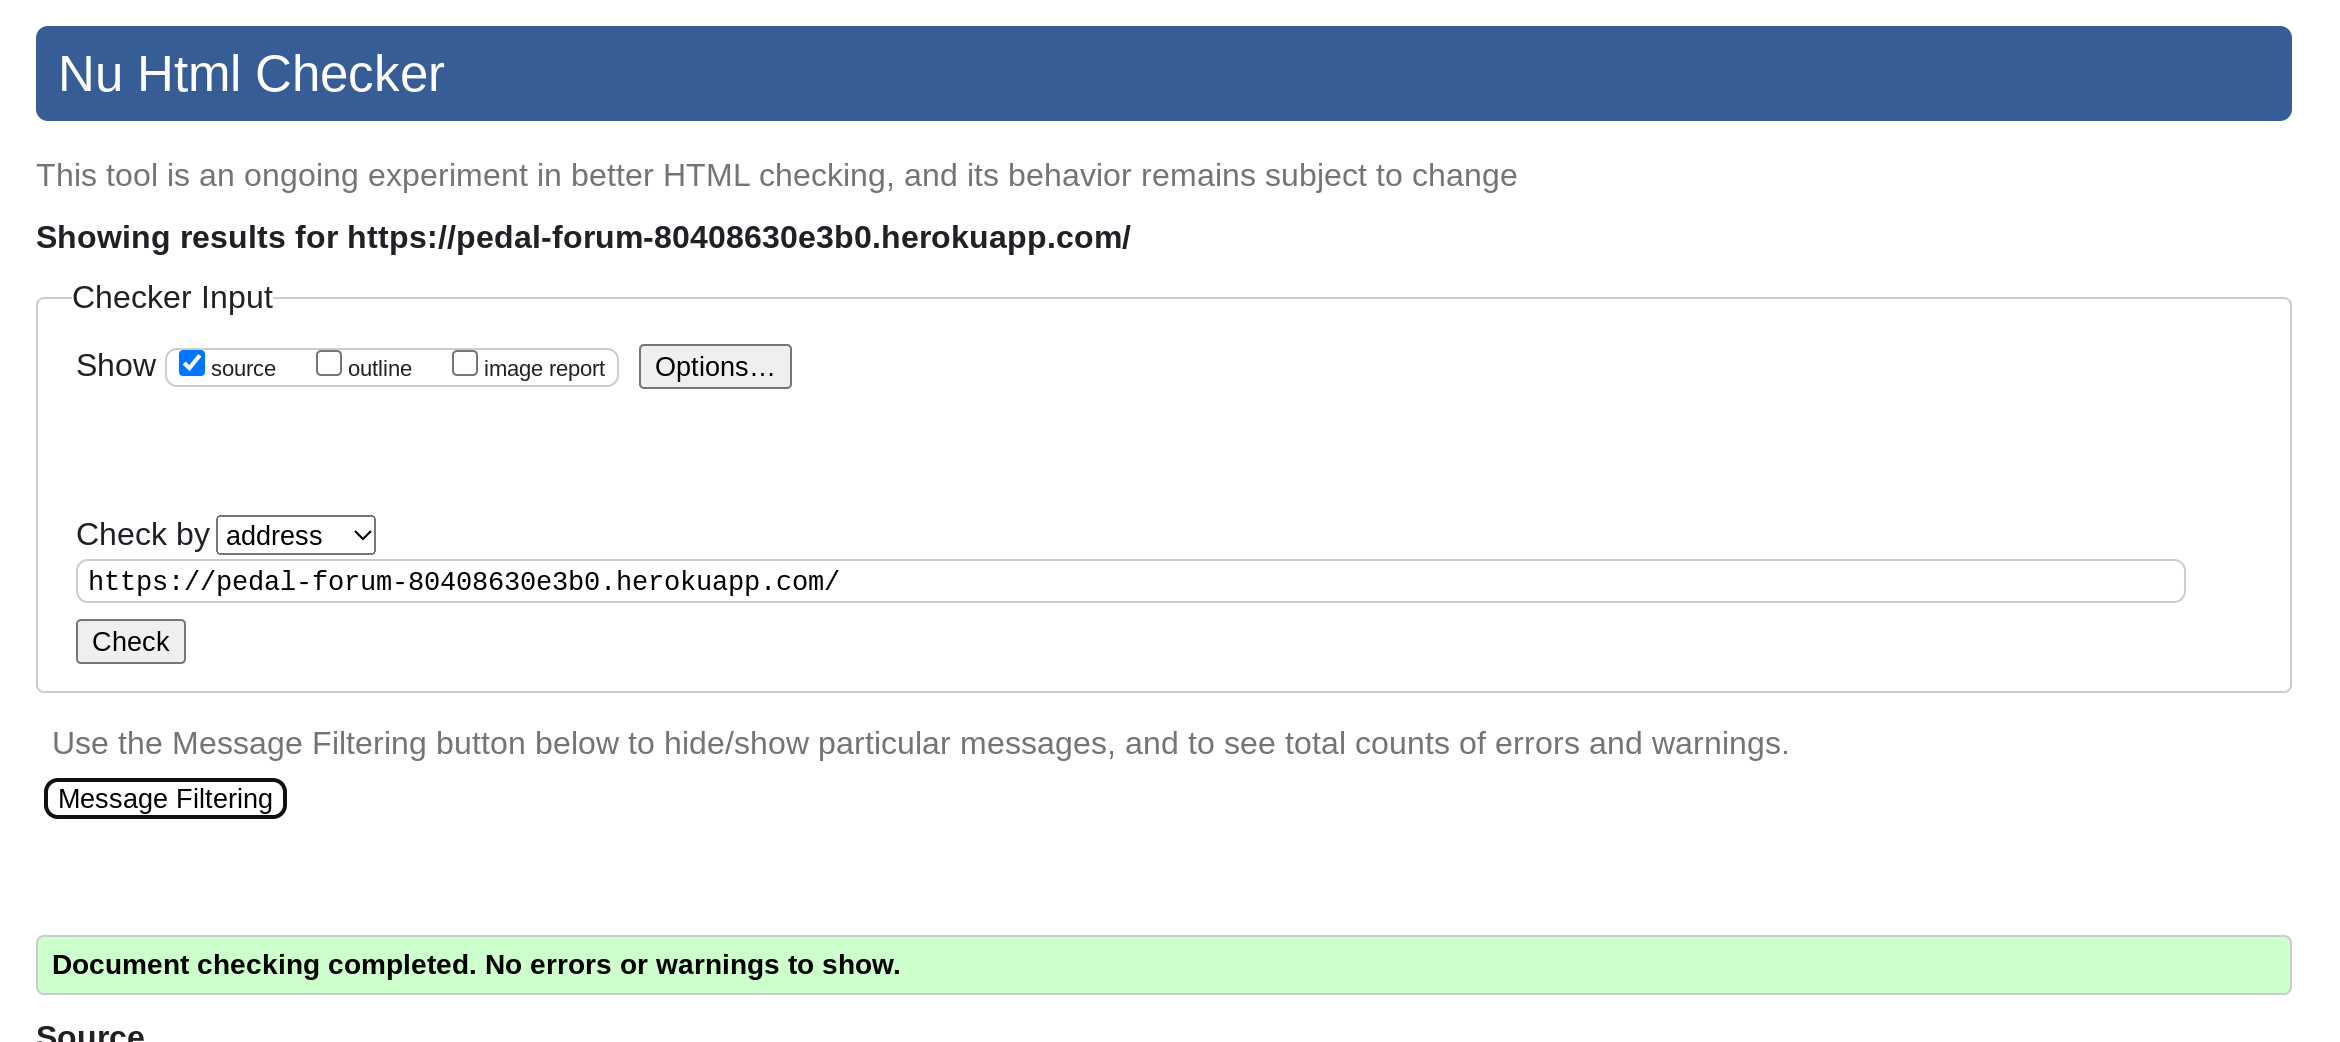 Nu Html Checker
This tool is an ongoing experiment in better HTML checking, and its behavior remains subject to change
Showing results for https://pedal-forum-80408630e3b0.herokuapp.com/
Checker Input
Show source outline image report Options...
Check by address
https://pedal-forum-80408630e3b0.herokuapp.com/
Check
Use the Message Filtering button below to hide/show particular messages, and to see total counts of errors and warnings.
Message Filtering
Document checking completed. No errors or warnings to show.
Source